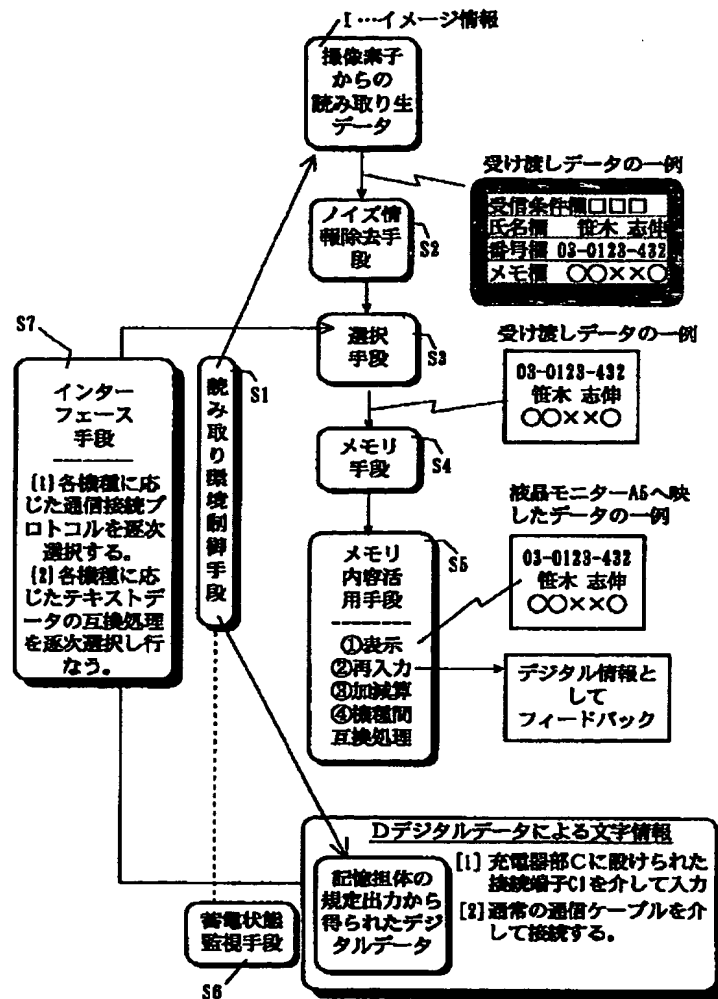 I…イメージ情報
撮像素子
からの
読み取り生
データ
受け渡しデータの一例
受信条件欄□□□
氏名欄 笹木 志伸
番号欄 03-0123-432
メモ欄 ○○××○
ノイズ情
報除去手
段
S2
S7
選択
手段
S3
受け渡しデータの一例
03-0123-432
笹木 志伸
○○××○
インター
フェース
手段
[1]各機種に応
じた通信接続プ
ロトコルを逐次
選択する。
[2]各機種に応
じたテキストデ
ータの互換処理
を逐次選択し行
なう。
読み取り環境制御手段
S1
メモリ
手段
S4
液晶モニターA5へ映
したデータの一例
03-0123-432
笹木 志伸
○○××○
メモリ
内容活
用手段
S5
①表示
②再入力
③加減算
④機種間
互換処理
デジタル情報と
して
フィードバック
Dデジタルデータによる文字情報
記憶担体の
規定出力から
得られたデジ
タルデータ
[1] 充電器部Cに設けられた
接続端子C1を介して入力
[2]通常の通信ケーブルを介
して接続する。
蓄電状態
監視手段
S6